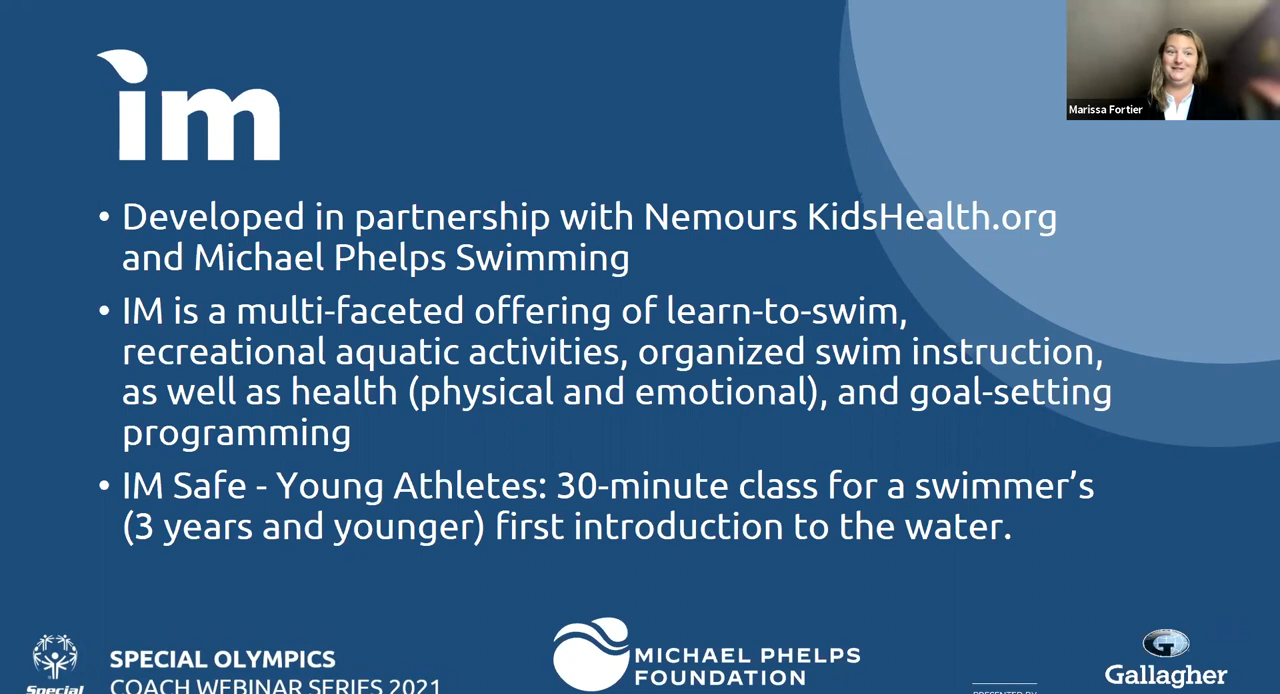 im
Marissa Fortier
• Developed in partnership with Nemours KidsHealth.org
and Michael Phelps Swimming
• IM is a multi-faceted offering of learn-to-swim,
recreational aquatic activities, organized swim instruction,
as well as health (physical and emotional), and goal-setting
programming
• IM Safe - Young Athletes: 30-minute class for a swimmer’s
(3 years and younger) first introduction to the water.
Special
SPECIAL OLYMPICS
COACH WEBINAR SERIES 2021
MICHAEL PHELPS
FOUNDATION
PRESENTED BY
G
Gallagher